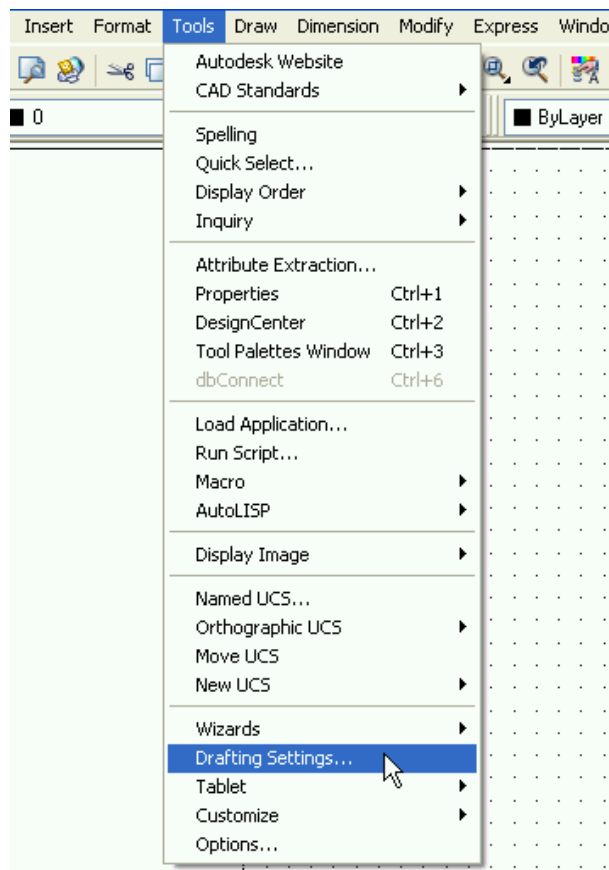 Insert Format Tools Draw Dimension Modify Express Windo
0
ByLayer
Autodesk Website
CAD Standards
Spelling
Quick Select...
Display Order
Inquiry
Attribute Extraction...
Properties Ctrl+1
DesignCenter Ctrl+2
Tool Palettes Window Ctrl+3
dbConnect Ctrl+6
Load Application...
Run Script...
Macro
AutoLISP
Display Image
Named UCS...
Orthographic UCS
Move UCS
New UCS
Wizards
Drafting Settings...
Tablet
Customize
Options...